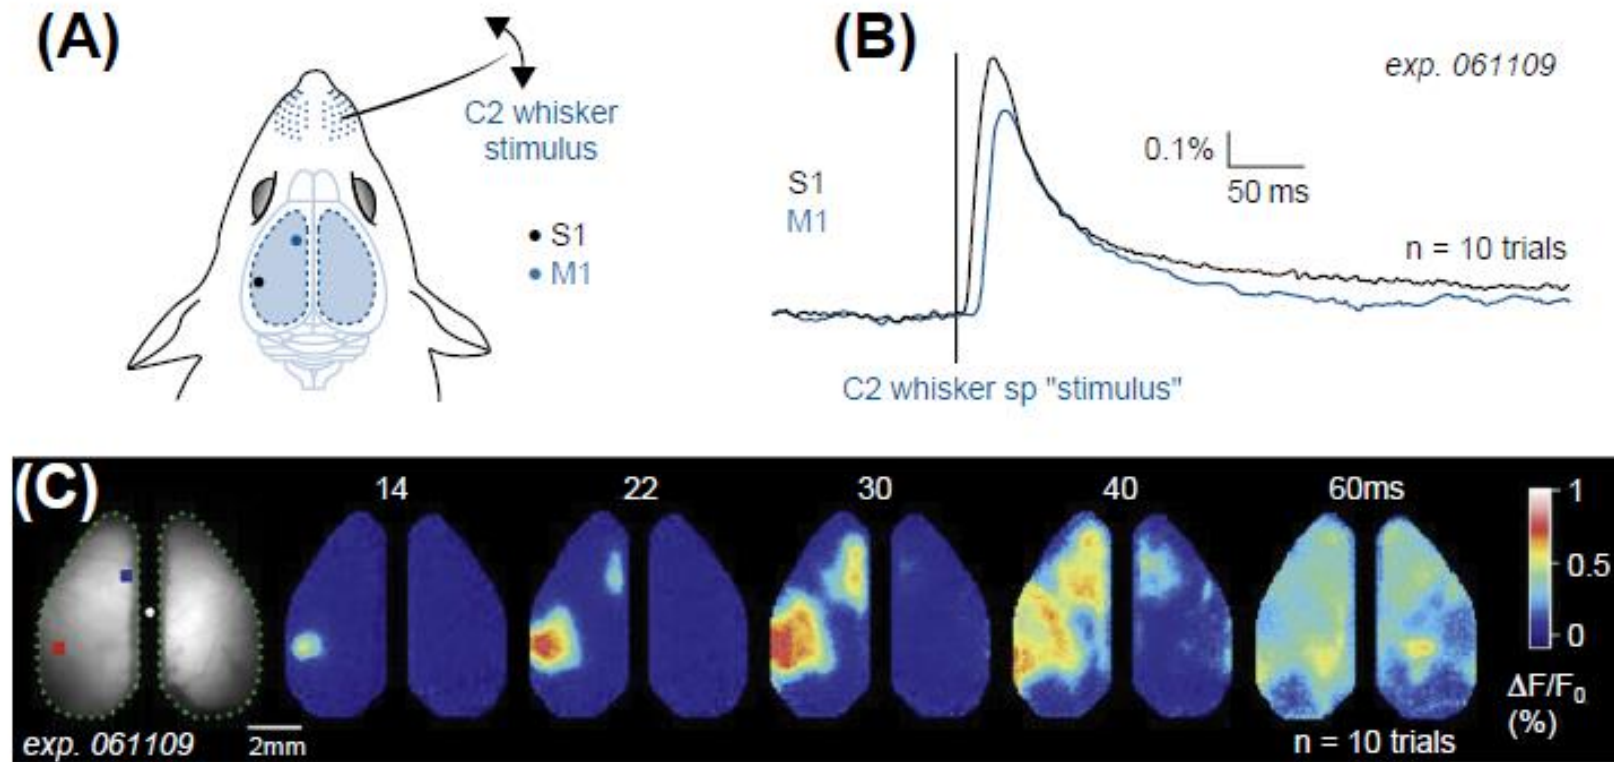 (A)
C2 whisker
stimulus
S1
M1
(B)
exp. 061109
0.1%
50 ms
S1
M1
n = 10 trials
C2 whisker sp "stimulus"
(C)
14
22
30
40
60ms
1
0.5
0
ΔF/F0
(%)
exp. 061109
2mm
n = 10 trials